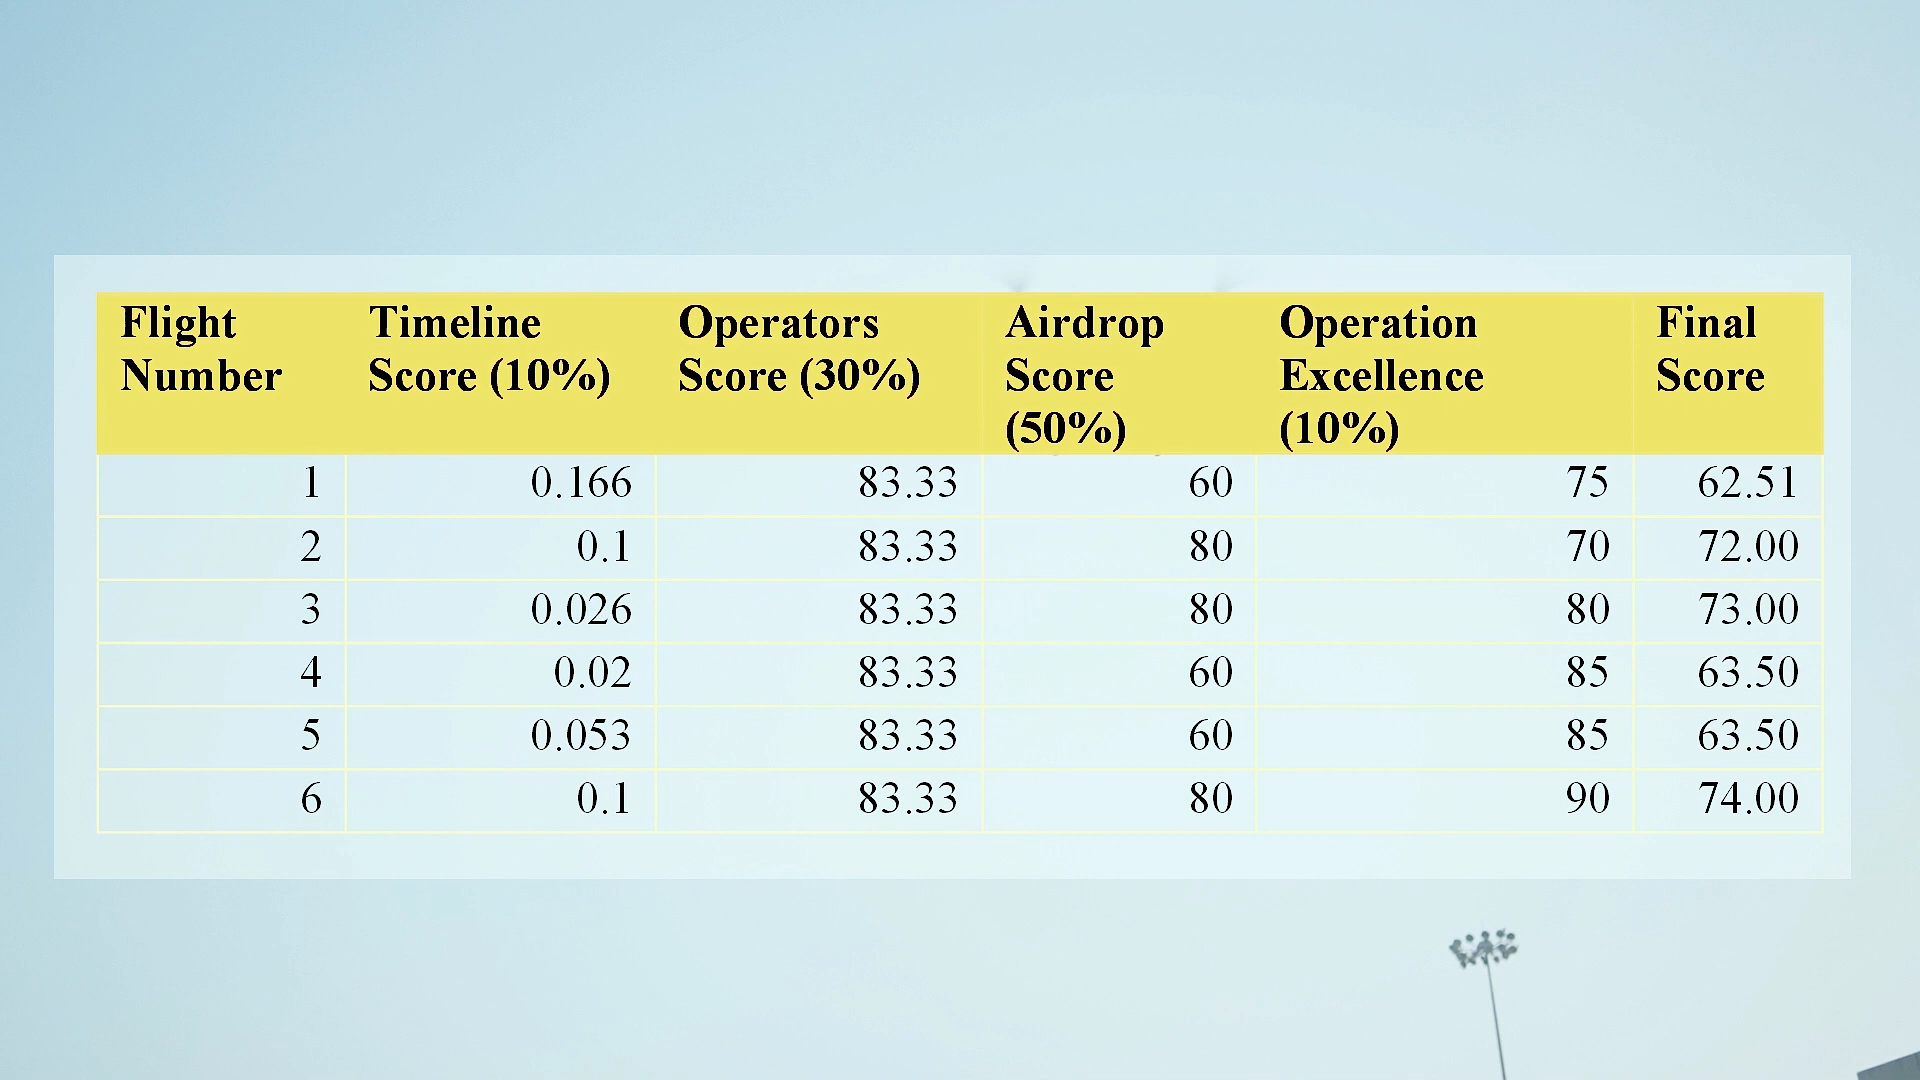 Flight Number Timeline Score (10%) Operators Score (30%) Airdrop Score (50%) Operation Excellence (10%) Final Score
1 0.166 83.33 60 75 62.51
2 0.1 83.33 80 70 72.00
3 0.026 83.33 80 80 73.00
4 0.02 83.33 60 85 63.50
5 0.053 83.33 60 85 63.50
6 0.1 83.33 80 90 74.00